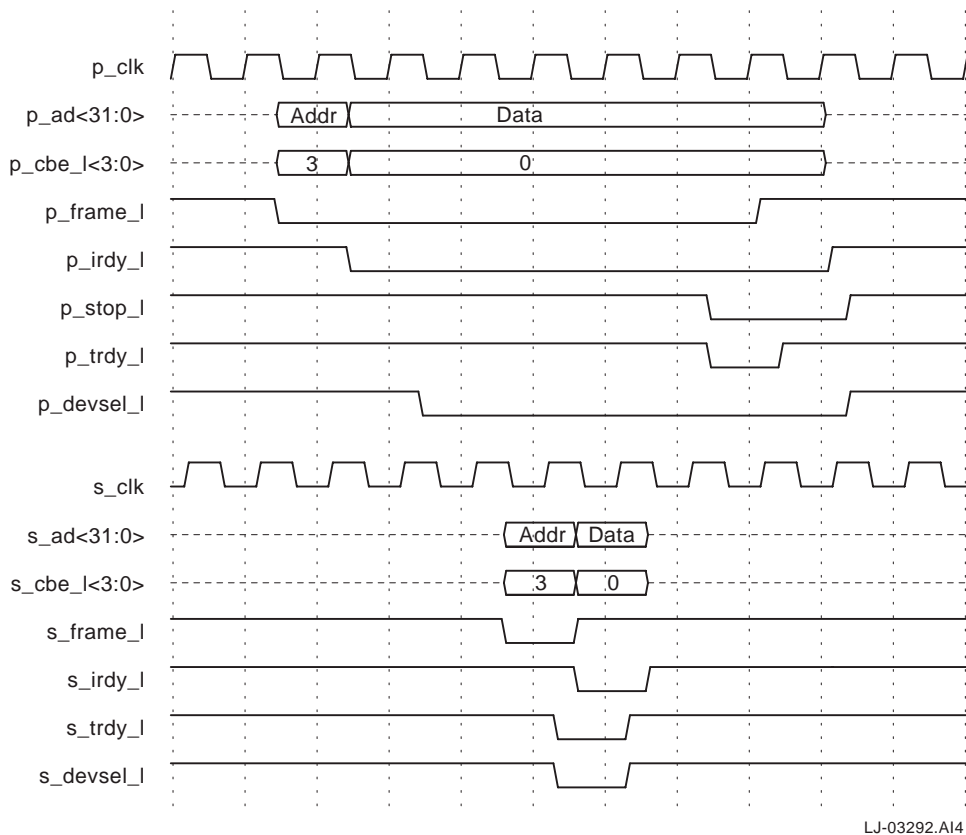 p_clk
p_ad<31:0>
Addr
Data
p_cbe_l<3:0>
3
0
p_frame_l
p_irdy_l
p_stop_l
p_trdy_l
p_devsel_l
s_clk
s_ad<31:0>
Addr
Data
s_cbe_l<3:0>
3
0
s_frame_l
s_irdy_l
s_trdy_l
s_devsel_l
LJ-03292.AI4